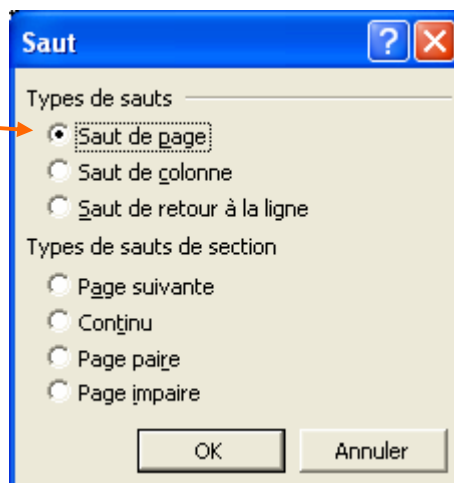 Saut
Types de sauts
Saut de page
Saut de colonne
Saut de retour à la ligne
Types de sauts de section
Page suivante
Continu
Page paire
Page impaire
OK Annuler